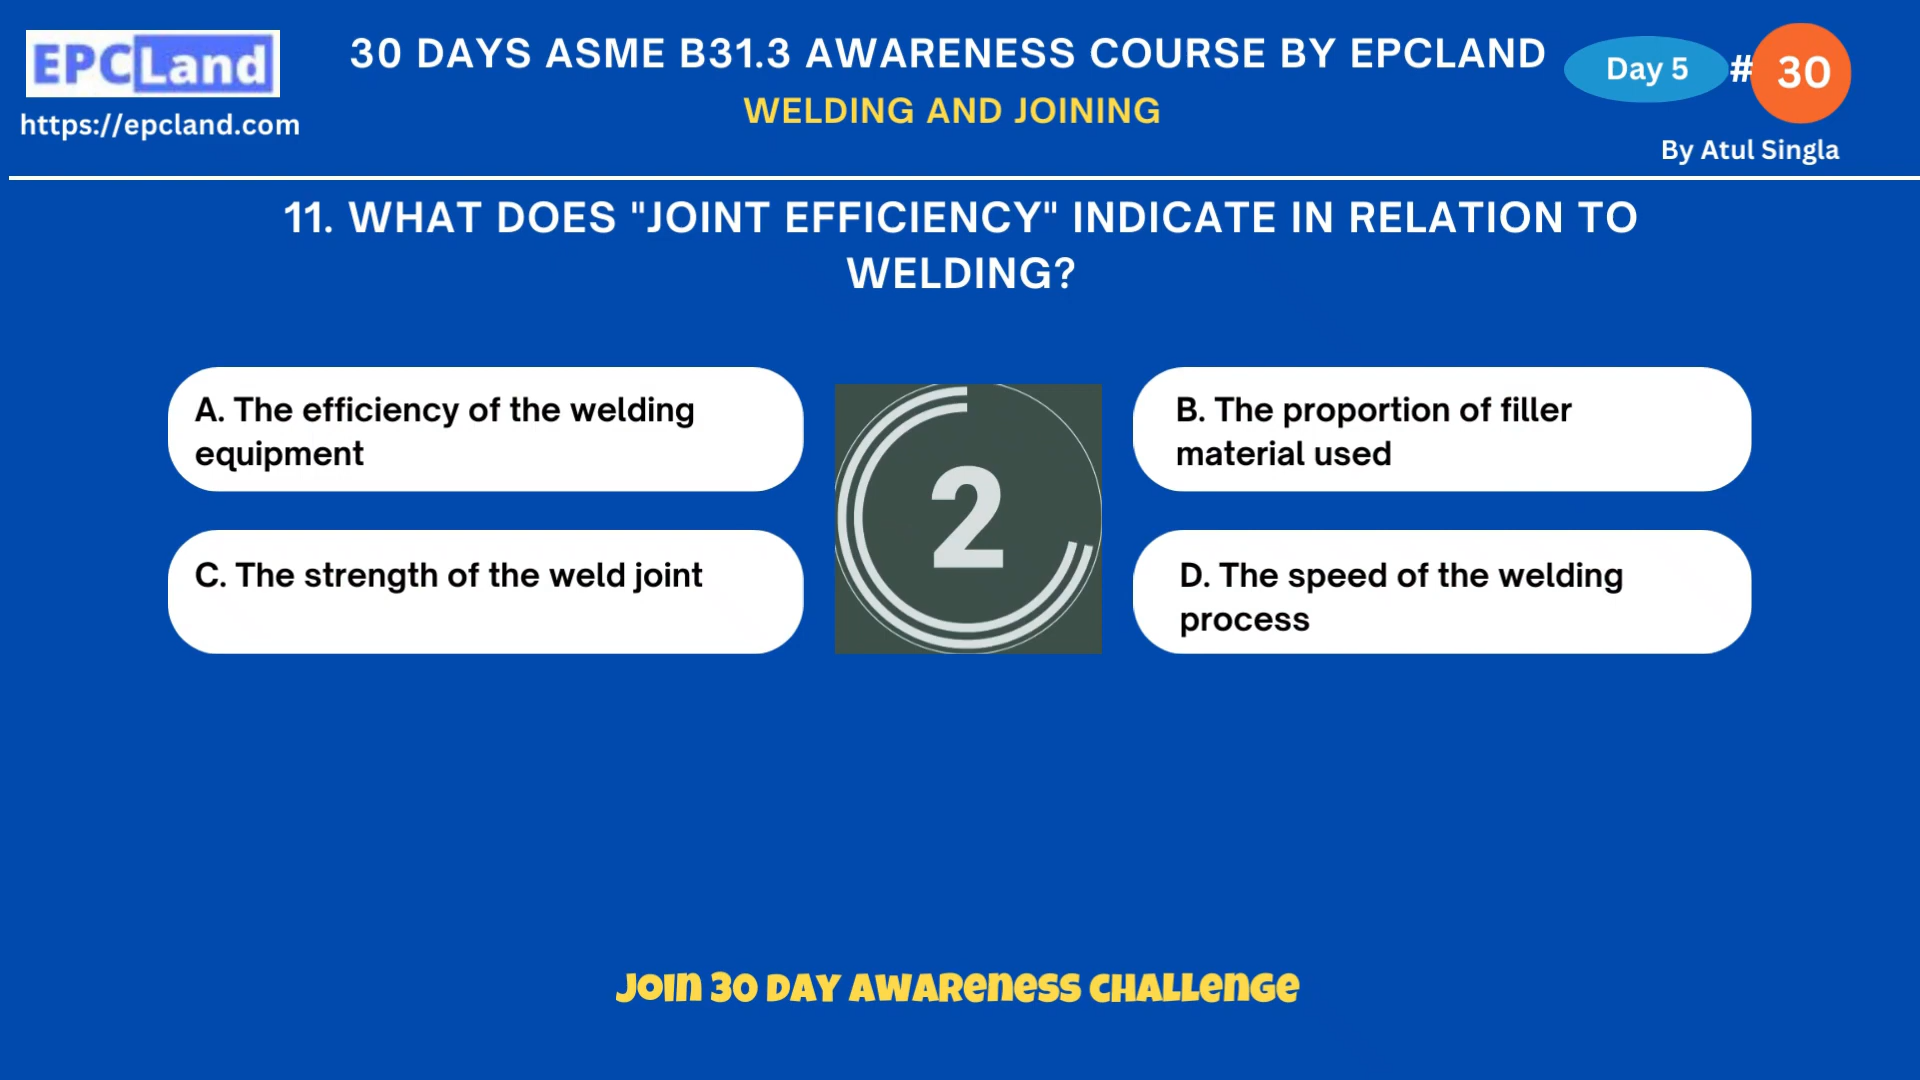 EPCLand
https://epcland.com
30 DAYS ASME B31.3 AWARENESS COURSE BY EPCLAND
WELDING AND JOINING
Day 5 # 30
By Atul Singla
11. WHAT DOES "JOINT EFFICIENCY" INDICATE IN RELATION TO
WELDING?
A. The efficiency of the welding
equipment
B. The proportion of filler
material used
2
C. The strength of the weld joint
D. The speed of the welding
process
Join 30 Day Awareness Challenge